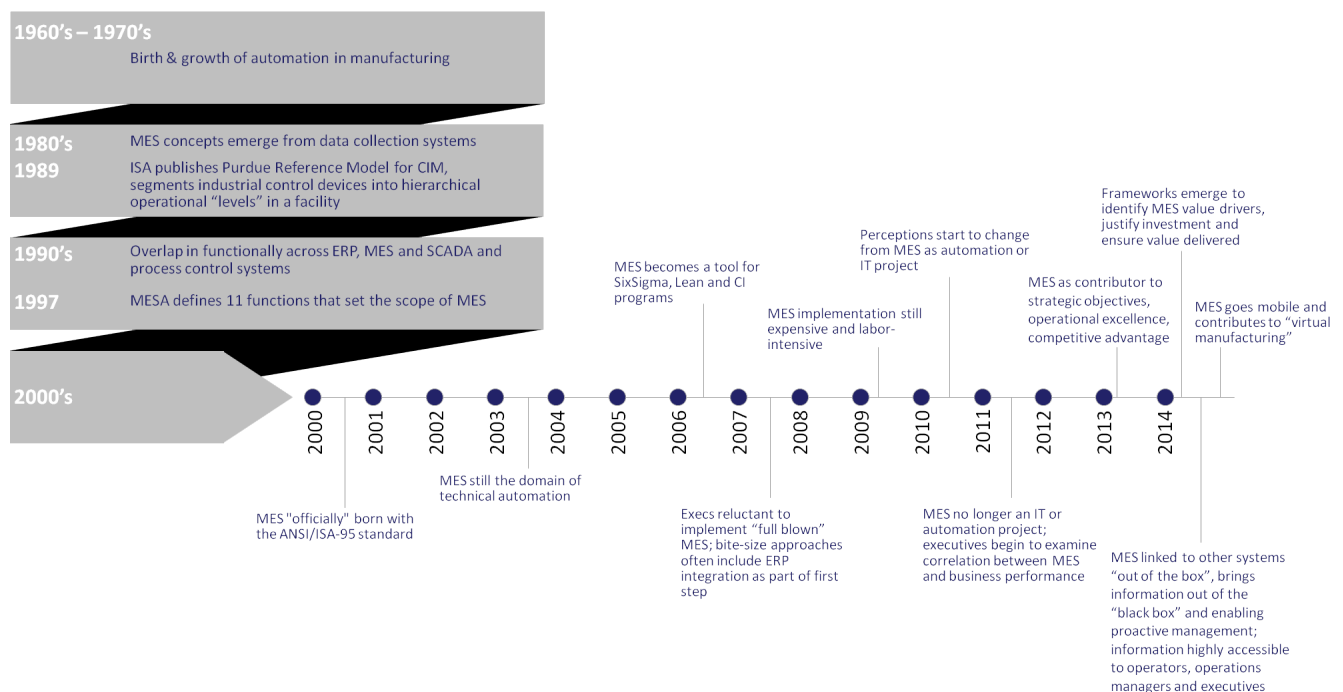 1960's – 1970's
Birth & growth of automation in manufacturing
1980's
MES concepts emerge from data collection systems
1989
ISA publishes Purdue Reference Model for CIM,
segments industrial control devices into hierarchical
operational “levels” in a facility
1990's
Overlap in functionally across ERP, MES and SCADA and
process control systems
1997
MESA defines 11 functions that set the scope of MES
2000's
MES becomes a tool for
SixSigma, Lean and CI
programs
MES implementation still
expensive and labor-
intensive
Perceptions start to change
from MES as automation or
IT project
MES as contributor to
strategic objectives,
operational excellence,
competitive advantage
Frameworks emerge to
identify MES value drivers,
justify investment and
ensure value delivered
MES goes mobile and
contributes to “virtual
manufacturing”
2000
2001
2002
2003
2004
2005
2006
2007
2008
2009
2010
2011
2012
2013
2014
MES "officially" born with
the ANSI/ISA-95 standard
MES still the domain of
technical automation
Execs reluctant to
implement “full blown”
MES; bite-size approaches
often include ERP
integration as part of first
step
MES no longer an IT or
automation project;
executives begin to examine
correlation between MES
and business performance
MES linked to other systems
“out of the box”, brings
information out of the
“black box” and enabling
proactive management;
information highly accessible
to operators, operations
managers and executives